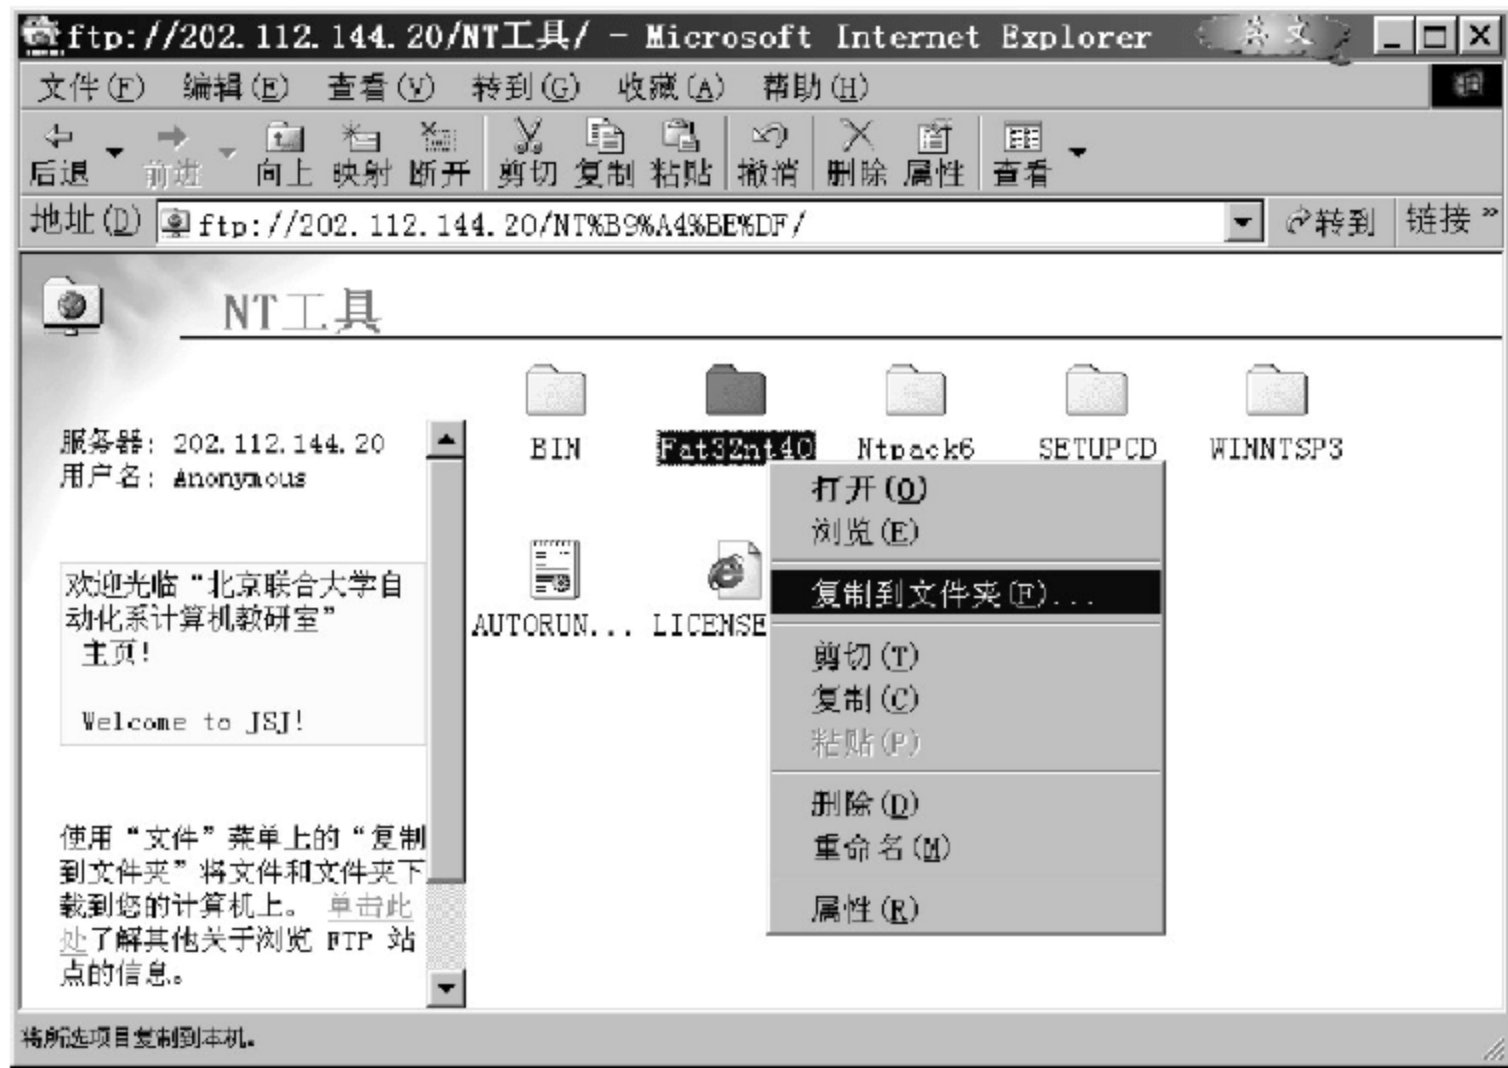 ftp://202.112.144.20/NT工具/ - Microsoft Internet Explorer 英文
文件(F) 编辑(E) 查看(V) 转到(G) 收藏(A) 帮助(H)
后退 前进 向上 映射 断开 剪切 复制 粘贴 撤消 删除 属性 查看
地址(D) ftp://202.112.144.20/NT%B9%A4%BE%DF/ 转到 链接 »
NT工具
服务器: 202.112.144.20
用户名: Anonymous
欢迎光临“北京联合大学自
动化系计算机教研室”
主页!
Welcome to JSJ!
使用“文件”菜单上的“复制
到文件夹”将文件和文件夹下
载到您的计算机上。 单击此
处了解其他关于浏览 FTP 站
点的信息。
BIN Fat32nt40 Ntpack6 SETUPCD WINNTSP3
AUTORUN... LICENSE
打开(O)
浏览(E)
复制到文件夹(F)...
剪切(T)
复制(C)
粘贴(P)
删除(D)
重命名(M)
属性(R)
将所选项目复制到本机。